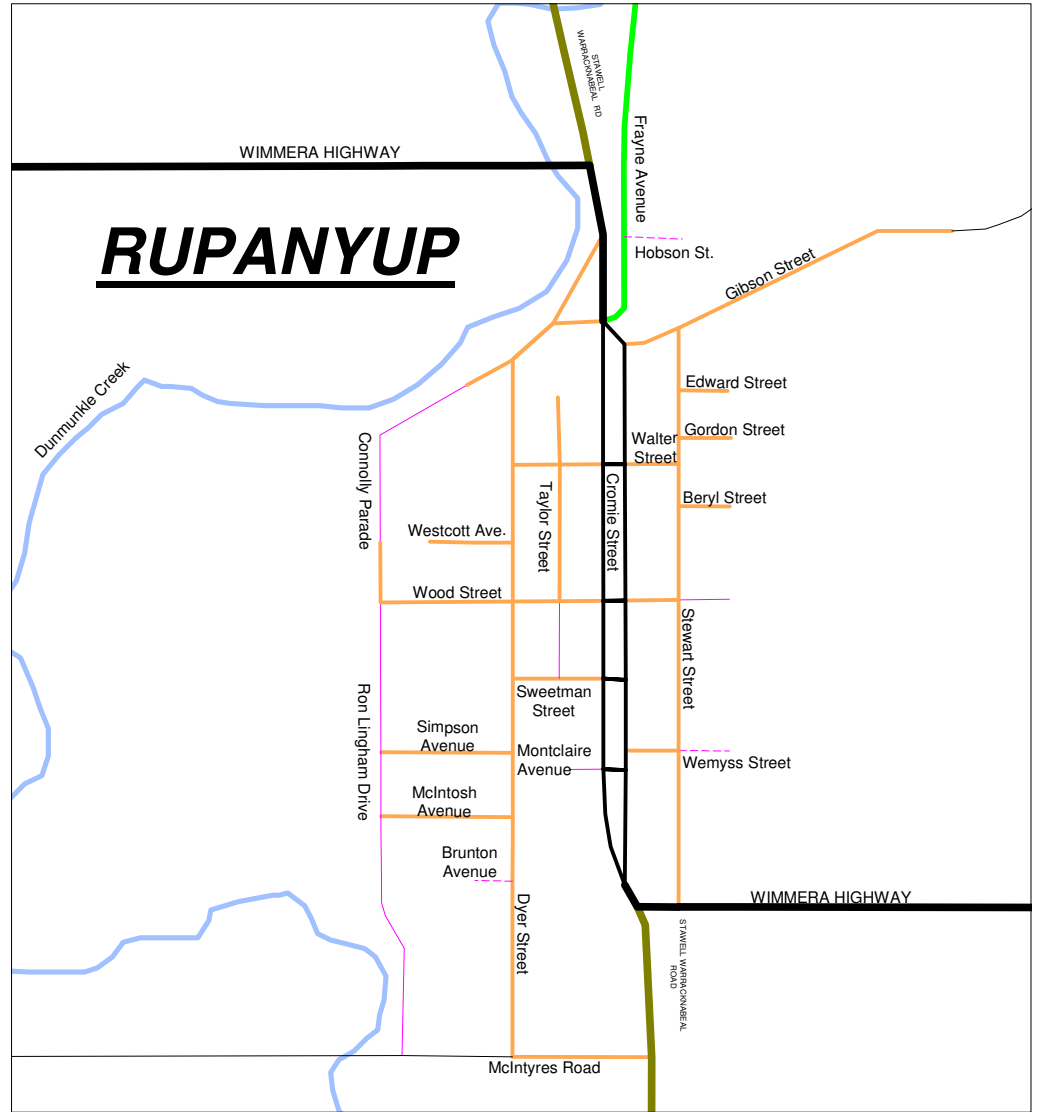 STAWELL
WARRACKNABEAL RD
WIMMERA HIGHWAY
Frayne Avenue
RUPANYUP
Hobson St.
Gibson Street
Dunmunkle Creek
Edward Street
Gordon Street
Walter
Street
Connolly Parade
Taylor Street
Cromie Street
Beryl Street
Westcott Ave.
Wood Street
Stewart Street
Ron Lingham Drive
Sweetman
Street
Simpson
Avenue
Montclaire
Avenue
Wemyss Street
McIntosh
Avenue
Brunton
Avenue
Dyer Street
WIMMERA HIGHWAY
STAWELL WARRACKNABEAL
ROAD
McIntyres Road